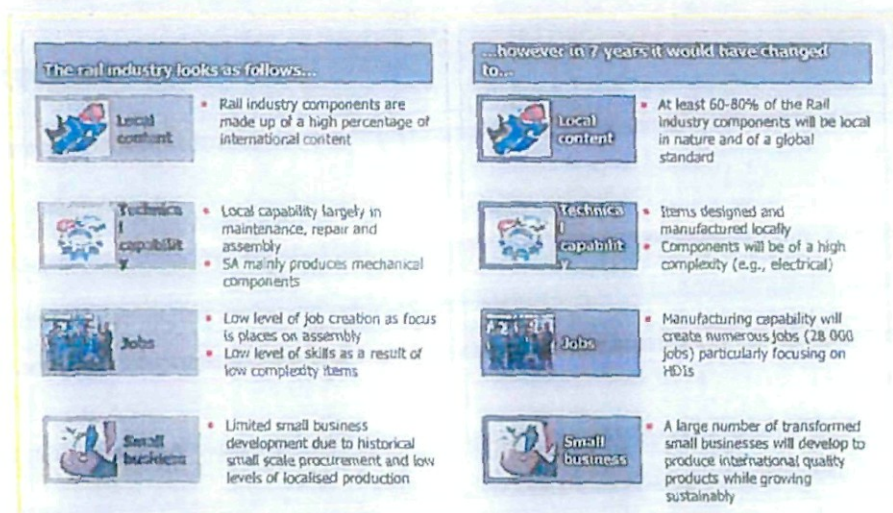 The rail industry looks as follows...
Local
content
Rail industry components are
made up of a high percentage of
international content
Technica
l
capabilit
y
Local capability largely in
maintenance, repair and
assembly
SA mainly produces mechanical
components
Jobs
Low level of job creation as focus
is places on assembly
Low level of skills as a result of
low complexity items
Small
business
Limited small business
development due to historical
small scale procurement and low
levels of localised production
...however in 7 years it would have changed
to...
Local
content
At least 60-80% of the Rail
Industry components will be local
in nature and of a global
standard
Technica
l
capabilit
y
Items designed and
manufactured locally
Components will be of a high
complexity (e.g., electrical)
Jobs
Manufacturing capability will
create numerous jobs (28 000
jobs) particularly focusing on
HDIs
Small
business
A large number of transformed
small businesses will develop to
produce international quality
products while growing
sustainably